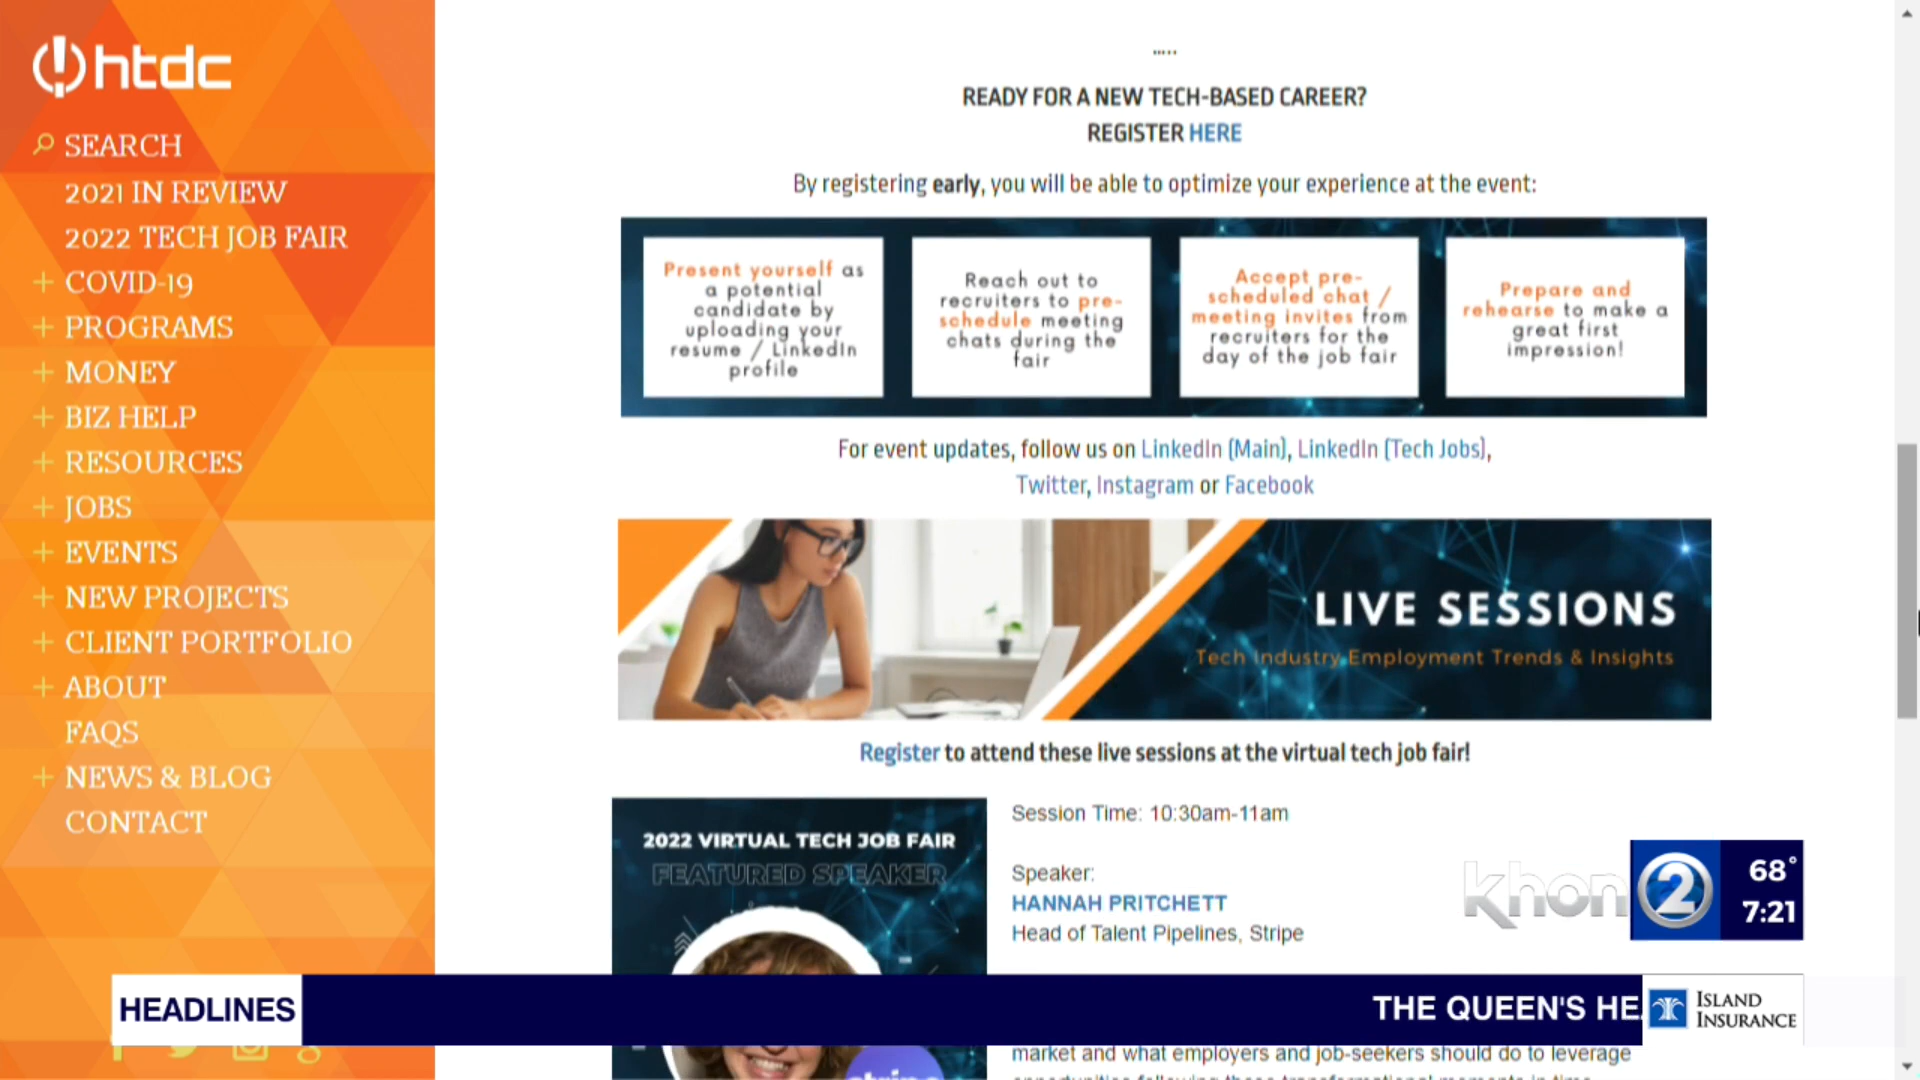 htdc
SEARCH
2021 IN REVIEW
2022 TECH JOB FAIR
+ COVID-19
+ PROGRAMS
+ MONEY
+ BIZ HELP
+ RESOURCES
+ JOBS
+ EVENTS
+ NEW PROJECTS
+ CLIENT PORTFOLIO
+ ABOUT
FAQS
+ NEWS & BLOG
CONTACT
.....
READY FOR A NEW TECH-BASED CAREER?
REGISTER HERE
By registering early, you will be able to optimize your experience at the event:
Present yourself as
a potential
candidate by
uploading your
resume / LinkedIn
profile
Reach out to
recruiters to pre-
schedule meeting
chats during the
fair
Accept pre-
scheduled chat /
meeting invites from
recruiters for the
day of the job fair
Prepare and
rehearse to make a
great first
impression!
For event updates, follow us on LinkedIn (Main), LinkedIn (Tech Jobs),
Twitter, Instagram or Facebook
LIVE SESSIONS
Tech Industry Employment Trends & Insights
Register to attend these live sessions at the virtual tech job fair!
2022 VIRTUAL TECH JOB FAIR
FEATURED SPEAKER
Session Time: 10:30am-11am
Speaker:
HANNAH PRITCHETT
Head of Talent Pipelines, Stripe
khon 2
68°
7:21
HEADLINES
THE QUEEN'S HE
ISLAND
INSURANCE
market and what employers and job-seekers should do to leverage